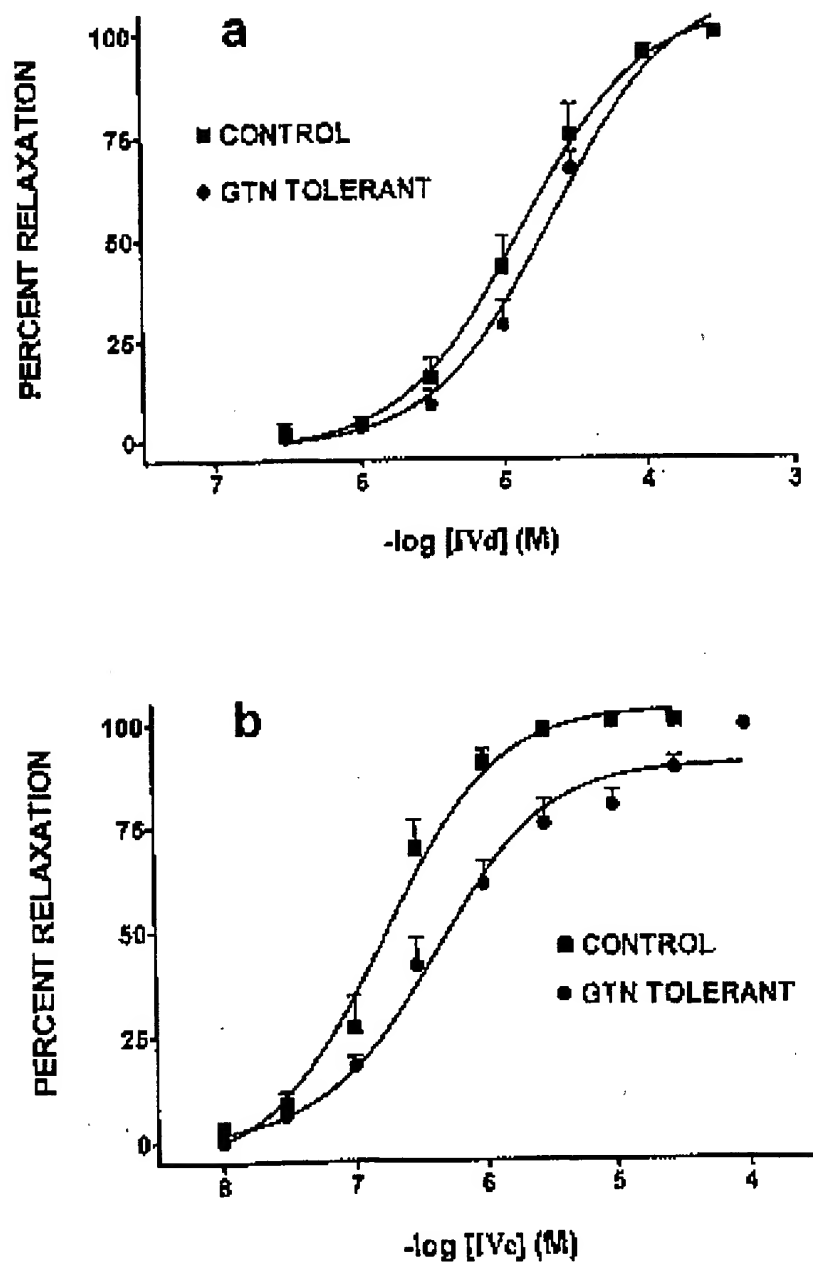 a
100
75
50
25
0
PERCENT RELAXATION
CONTROL
GTN TOLERANT
7 6 5 4 3
-log [IVd] (M)
b
100
75
50
25
0
PERCENT RELAXATION
CONTROL
GTN TOLERANT
8 7 6 5 4
-log [IVc] (M)